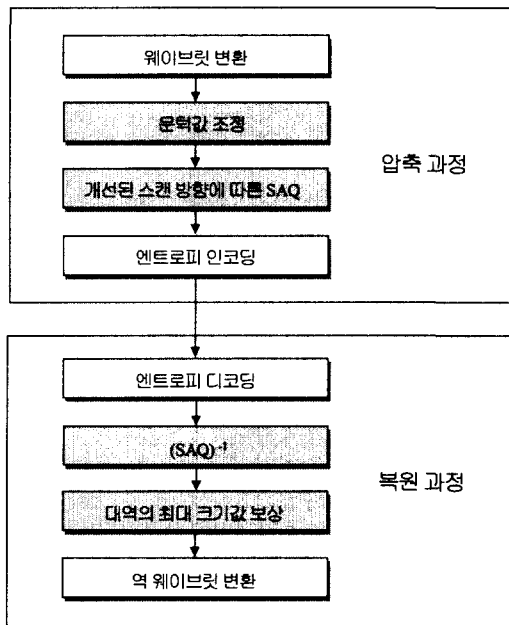 웨이브릿 변환
문턱값 조정
개선된 스캔 방향에 따른 SAQ
엔트로피 인코딩
압축 과정
엔트로피 디코딩
(SAQ)⁻¹
대역의 최대 크기값 보상
역 웨이브릿 변환
복원 과정